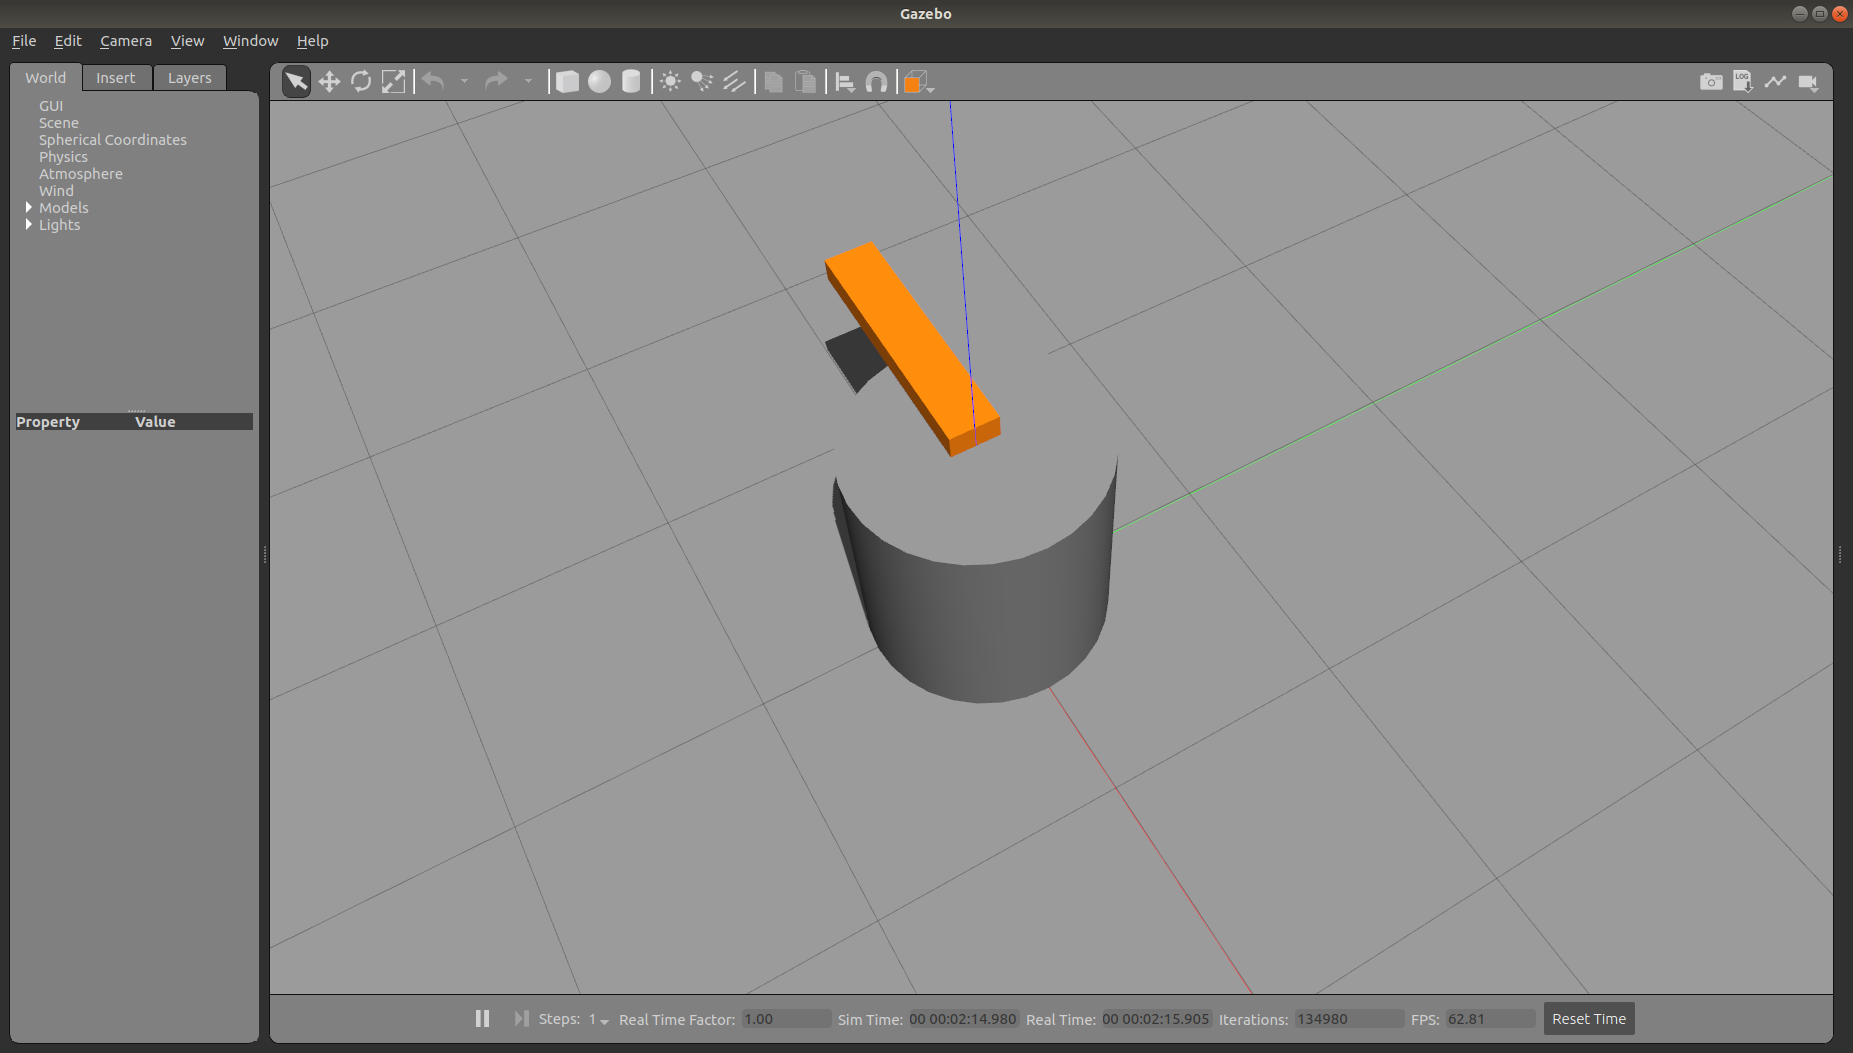 Gazebo
File Edit Camera View Window Help
World Insert Layers
LOG
GUI
Scene
Spherical Coordinates
Physics
Atmosphere
Wind
Models
Lights
Property Value
Steps: 1 Real Time Factor: 1.00 Sim Time: 00 00:02:14.980 Real Time: 00 00:02:15.905 Iterations: 134980 FPS: 62.81 Reset Time